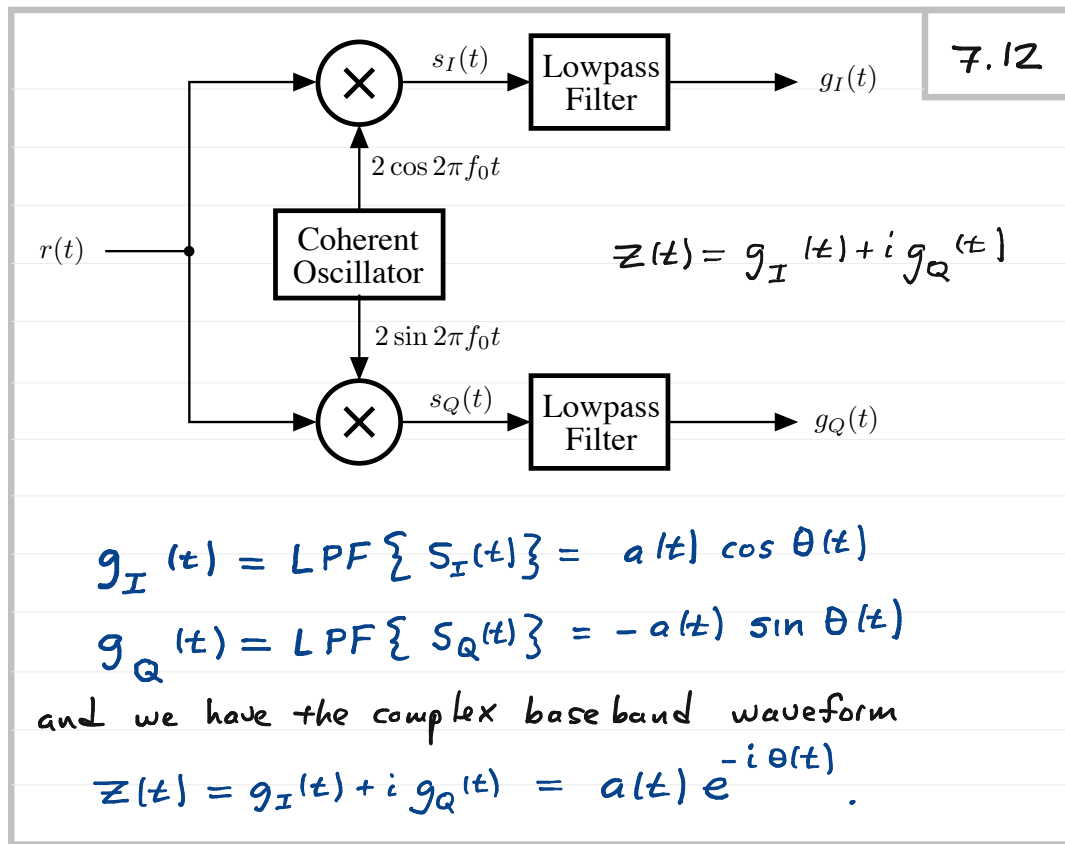 7.12
s_I(t)
Lowpass
Filter
g_I(t)
2 cos 2πf_0t
r(t)
Coherent
Oscillator
z(t) = g_I(t) + i g_Q(t)
2 sin 2πf_0t
s_Q(t)
Lowpass
Filter
g_Q(t)
g_I(t) = LPF{ S_I(t)} = a(t) cos θ(t)
g_Q(t) = LPF{ S_Q(t)} = -a(t) sin θ(t)
and we have the complex baseband waveform
z(t) = g_I(t) + i g_Q(t) = a(t) e^{-iθ(t)}.